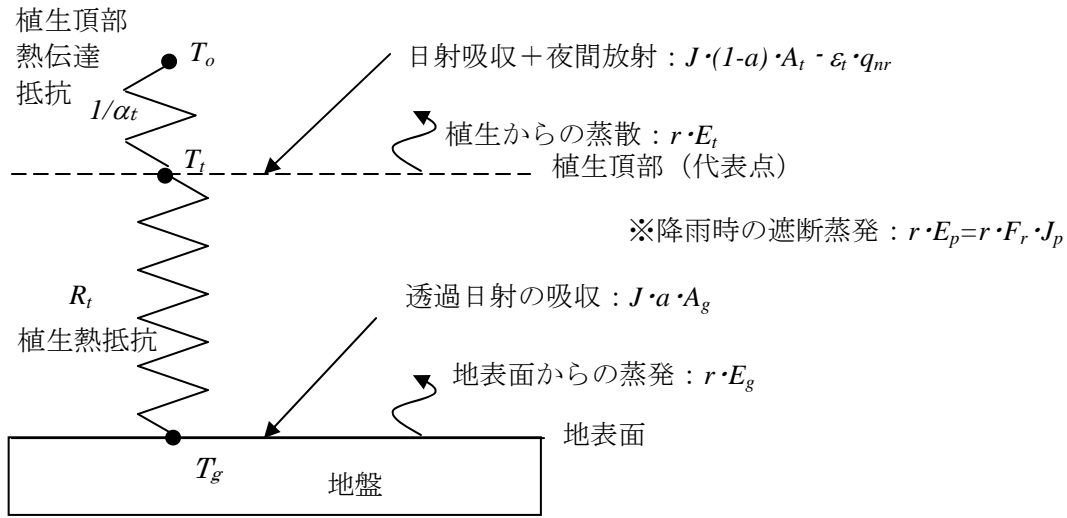 植生頂部
熱伝達
抵抗
T_o
1/α_t
日射吸収＋夜間放射：J・(1-a)・A_t - ε_t・q_nr
植生からの蒸散：r・E_t
T_t
植生頂部（代表点）
※降雨時の遮断蒸発：r・E_p=r・F_r・J_p
R_t
植生熱抵抗
透過日射の吸収：J・a・A_g
地表面からの蒸発：r・E_g
地表面
T_g
地盤